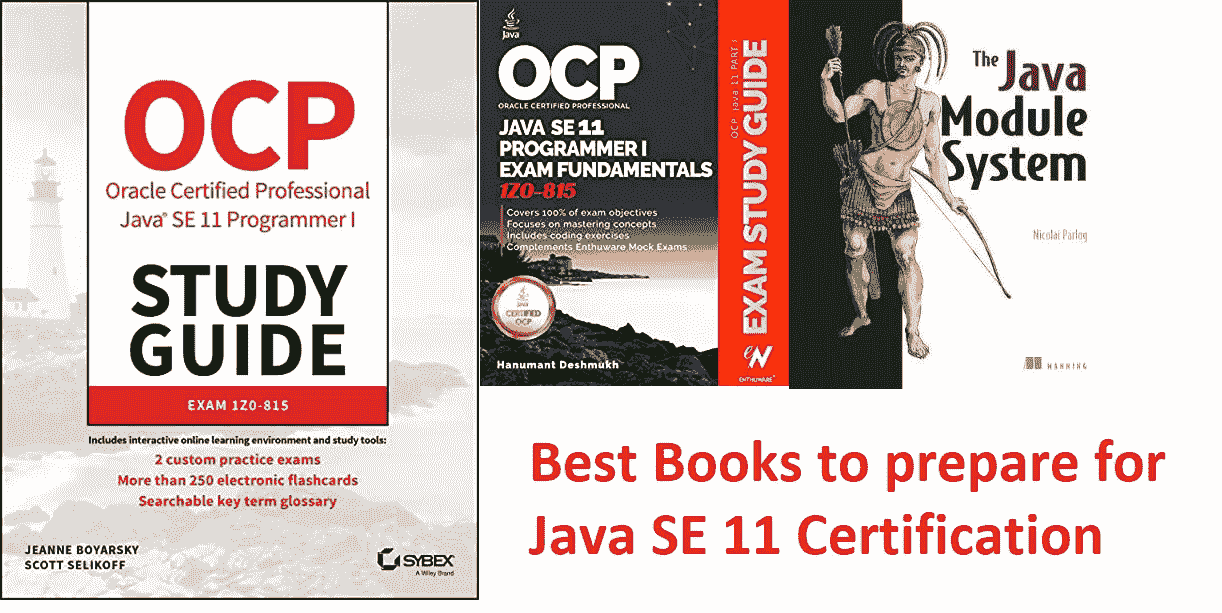 OCP
Oracle Certified Professional
Java® SE 11 Programmer I
STUDY
GUIDE
EXAM 1Z0-815
Includes interactive online learning environment and study tools:
2 custom practice exams
More than 250 electronic flashcards
Searchable key term glossary
JEANNE BOYARSKY
SCOTT SELIKOFF
SYBEX
A Wiley Brand
Java
OCP
ORACLE CERTIFIED PROFESSIONAL
JAVA SE 11
PROGRAMMER I
EXAM FUNDAMENTALS
1Z0-815
Covers 100% of exam objectives
Focuses on mastering concepts
Includes coding exercises
Complements Enthuware Mock Exams
Java
CERTIFIED
OCP
Hanumant Deshmukh
OCP Java 11 PART I
EXAM STUDY GUIDE
eN
ENTHUWARE
The Java
Module
System
Nicolai Parlog
MANNING
Best Books to prepare for
Java SE 11 Certification